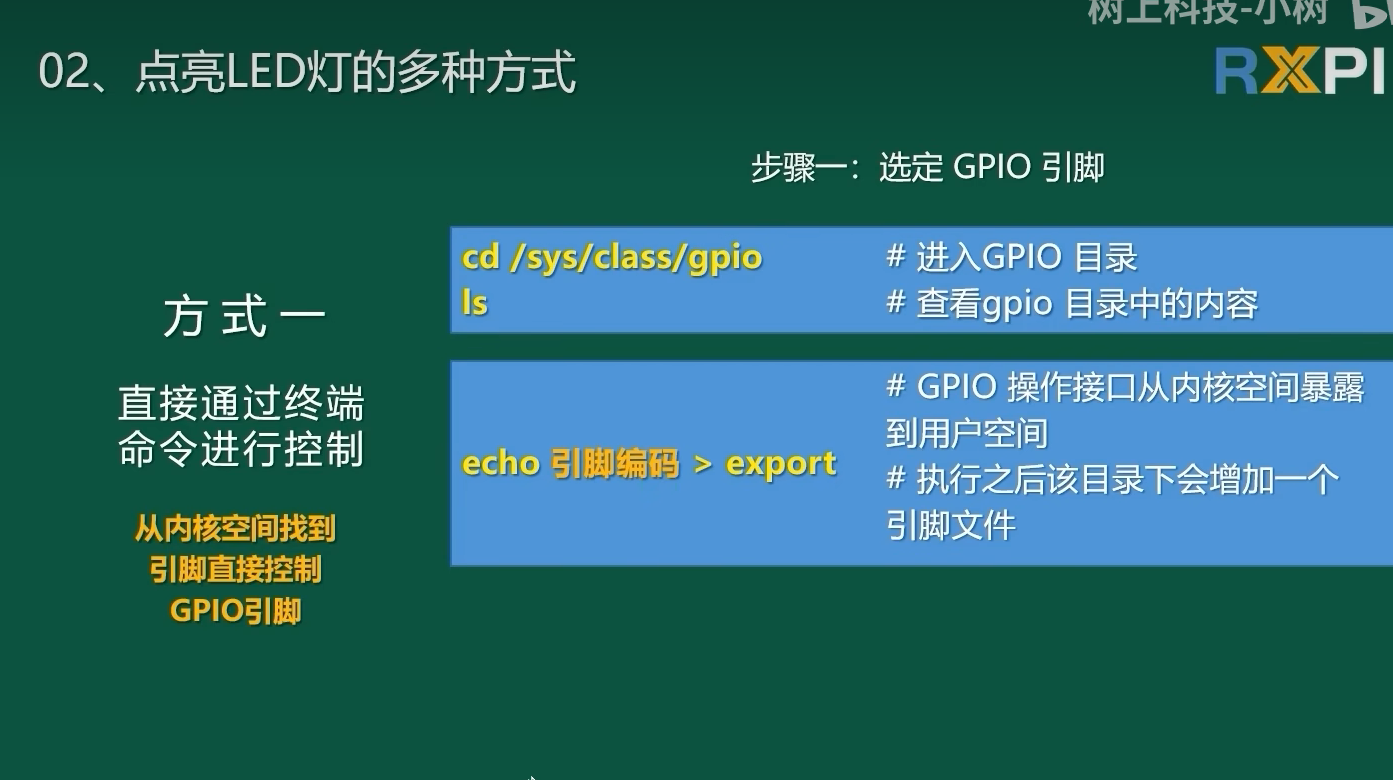 树上科技-小树
02、点亮LED灯的多种方式
RXPI
步骤一：选定 GPIO 引脚
cd /sys/class/gpio # 进入GPIO 目录
ls # 查看gpio 目录中的内容
方式一
直接通过终端
命令进行控制
从内核空间找到
引脚直接控制
GPIO引脚
echo 引脚编码 > export
# GPIO 操作接口从内核空间暴露
到用户空间
# 执行之后该目录下会增加一个
引脚文件